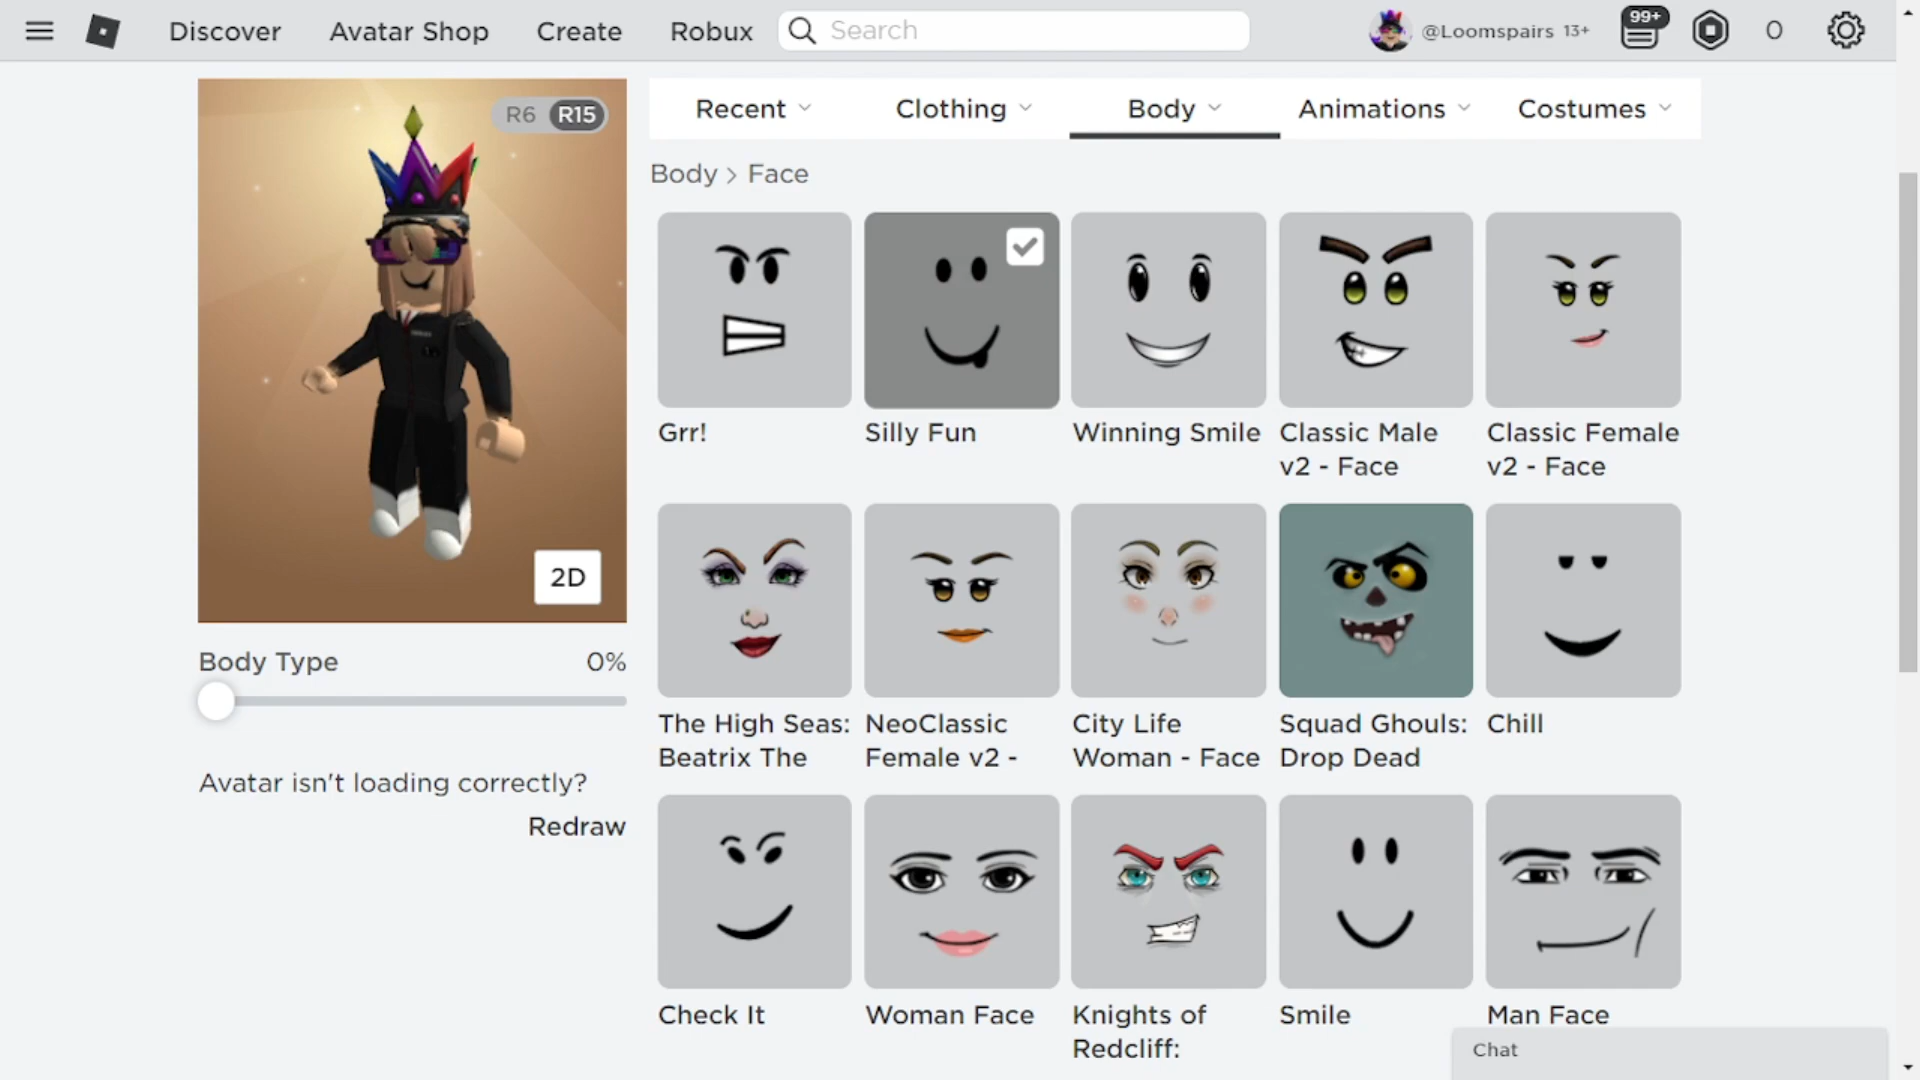 Discover
Avatar Shop
Create
Robux
Search
@Loomspairs 13+
99+
0
R6 R15
2D
Body Type 0%
Avatar isn't loading correctly?
Redraw
Recent
Clothing
Body
Animations
Costumes
Body > Face
Grr!
Silly Fun
Winning Smile
Classic Male
v2 - Face
Classic Female
v2 - Face
The High Seas:
Beatrix The
NeoClassic
Female v2 -
City Life
Woman - Face
Squad Ghouls:
Drop Dead
Chill
Check It
Woman Face
Knights of
Redcliff:
Smile
Man Face
Chat